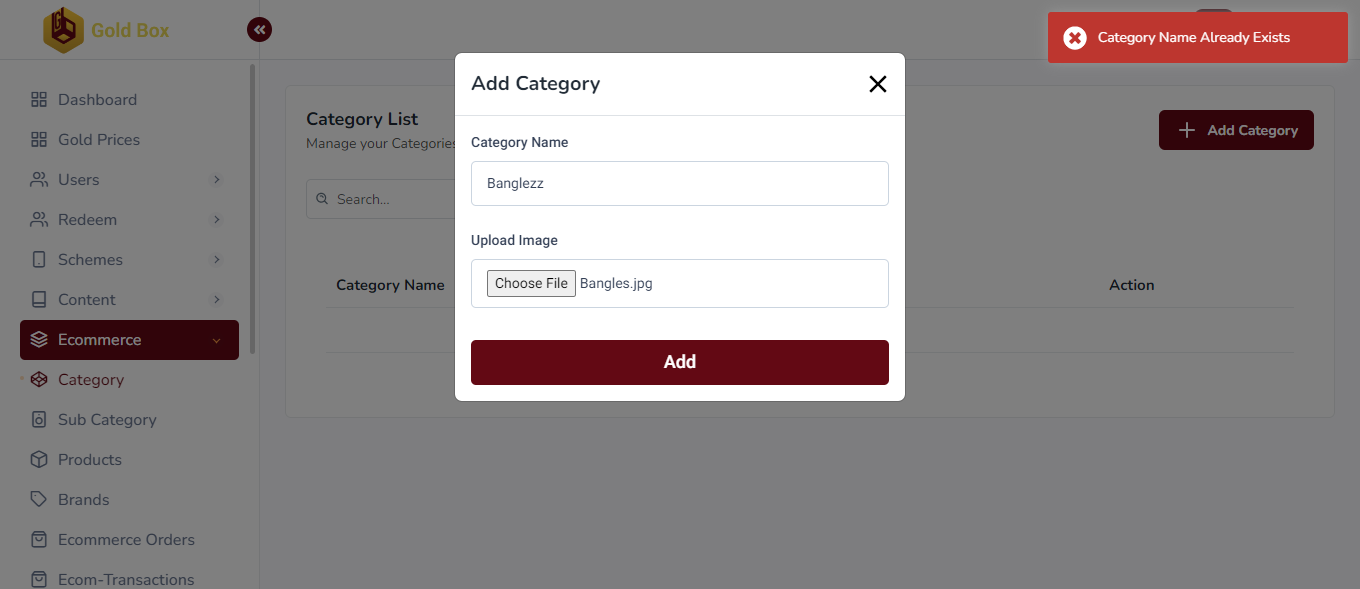 Gold Box
Category Name Already Exists
Dashboard
Gold Prices
Users
Redeem
Schemes
Content
Ecommerce
Category
Sub Category
Products
Brands
Ecommerce Orders
Ecom-Transactions
Category List
Manage your Categories
Add Category
Search...
Category Name
Action
Add Category
Category Name
Banglezz
Upload Image
Choose File Bangles.jpg
Add